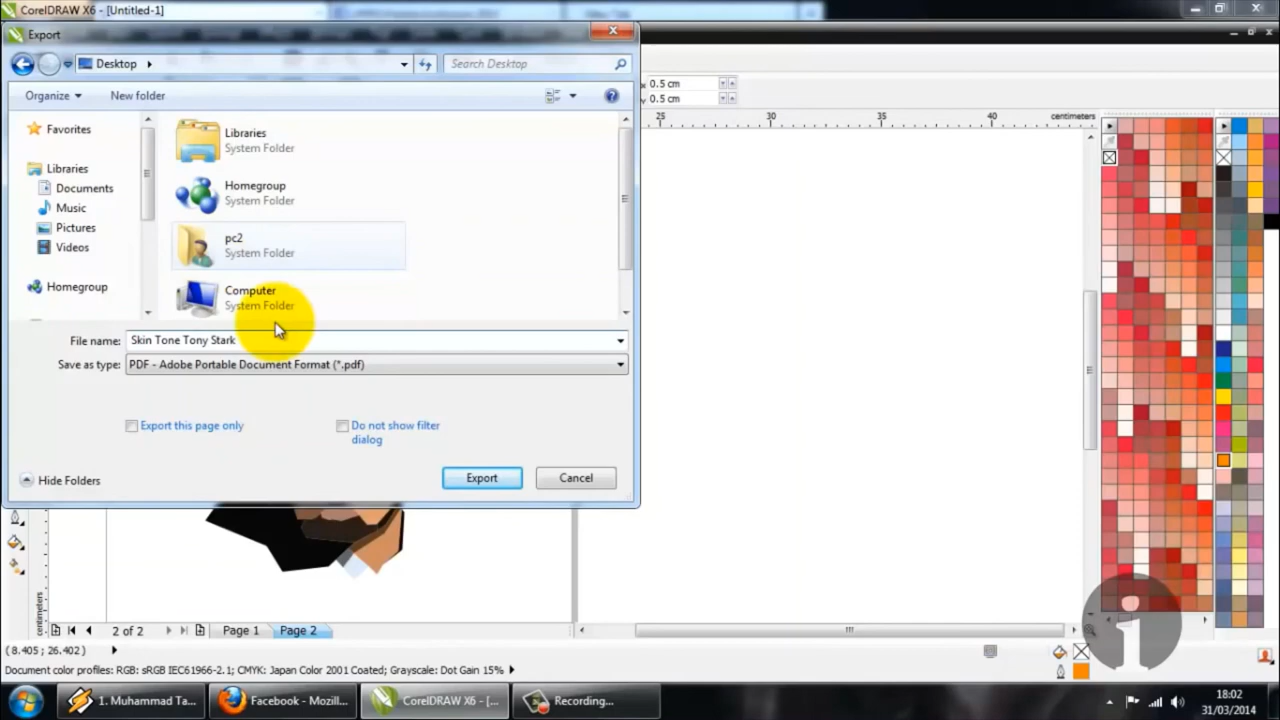 CorelDRAW X6 - [Untitled-1]
Export
Desktop
Search Desktop
Organize
New folder
0.5 cm
0.5 cm
25
30
35
40
centimeters
Favorites
Libraries
Documents
Music
Pictures
Videos
Homegroup
Libraries
System Folder
Homegroup
System Folder
pc2
System Folder
Computer
System Folder
File name: Skin Tone Tony Stark
Save as type: PDF - Adobe Portable Document Format (*.pdf)
Export this page only
Do not show filter
dialog
Hide Folders
Export
Cancel
centimeters
2 of 2
Page 1
Page 2
(8.405; 26.402)
Document color profiles: RGB: sRGB IEC61966-2.1; CMYK: Japan Color 2001 Coated; Grayscale: Dot Gain 15%
1. Muhammad Ta...
Facebook - Mozill...
CorelDRAW X6 - [...
Recording...
18:02
31/03/2014